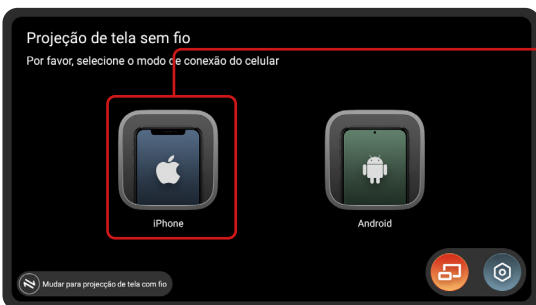 Projeção de tela sem fio
Por favor, selecione o modo de conexão do celular
iPhone
Android
Mudar para projecção de tela com fio